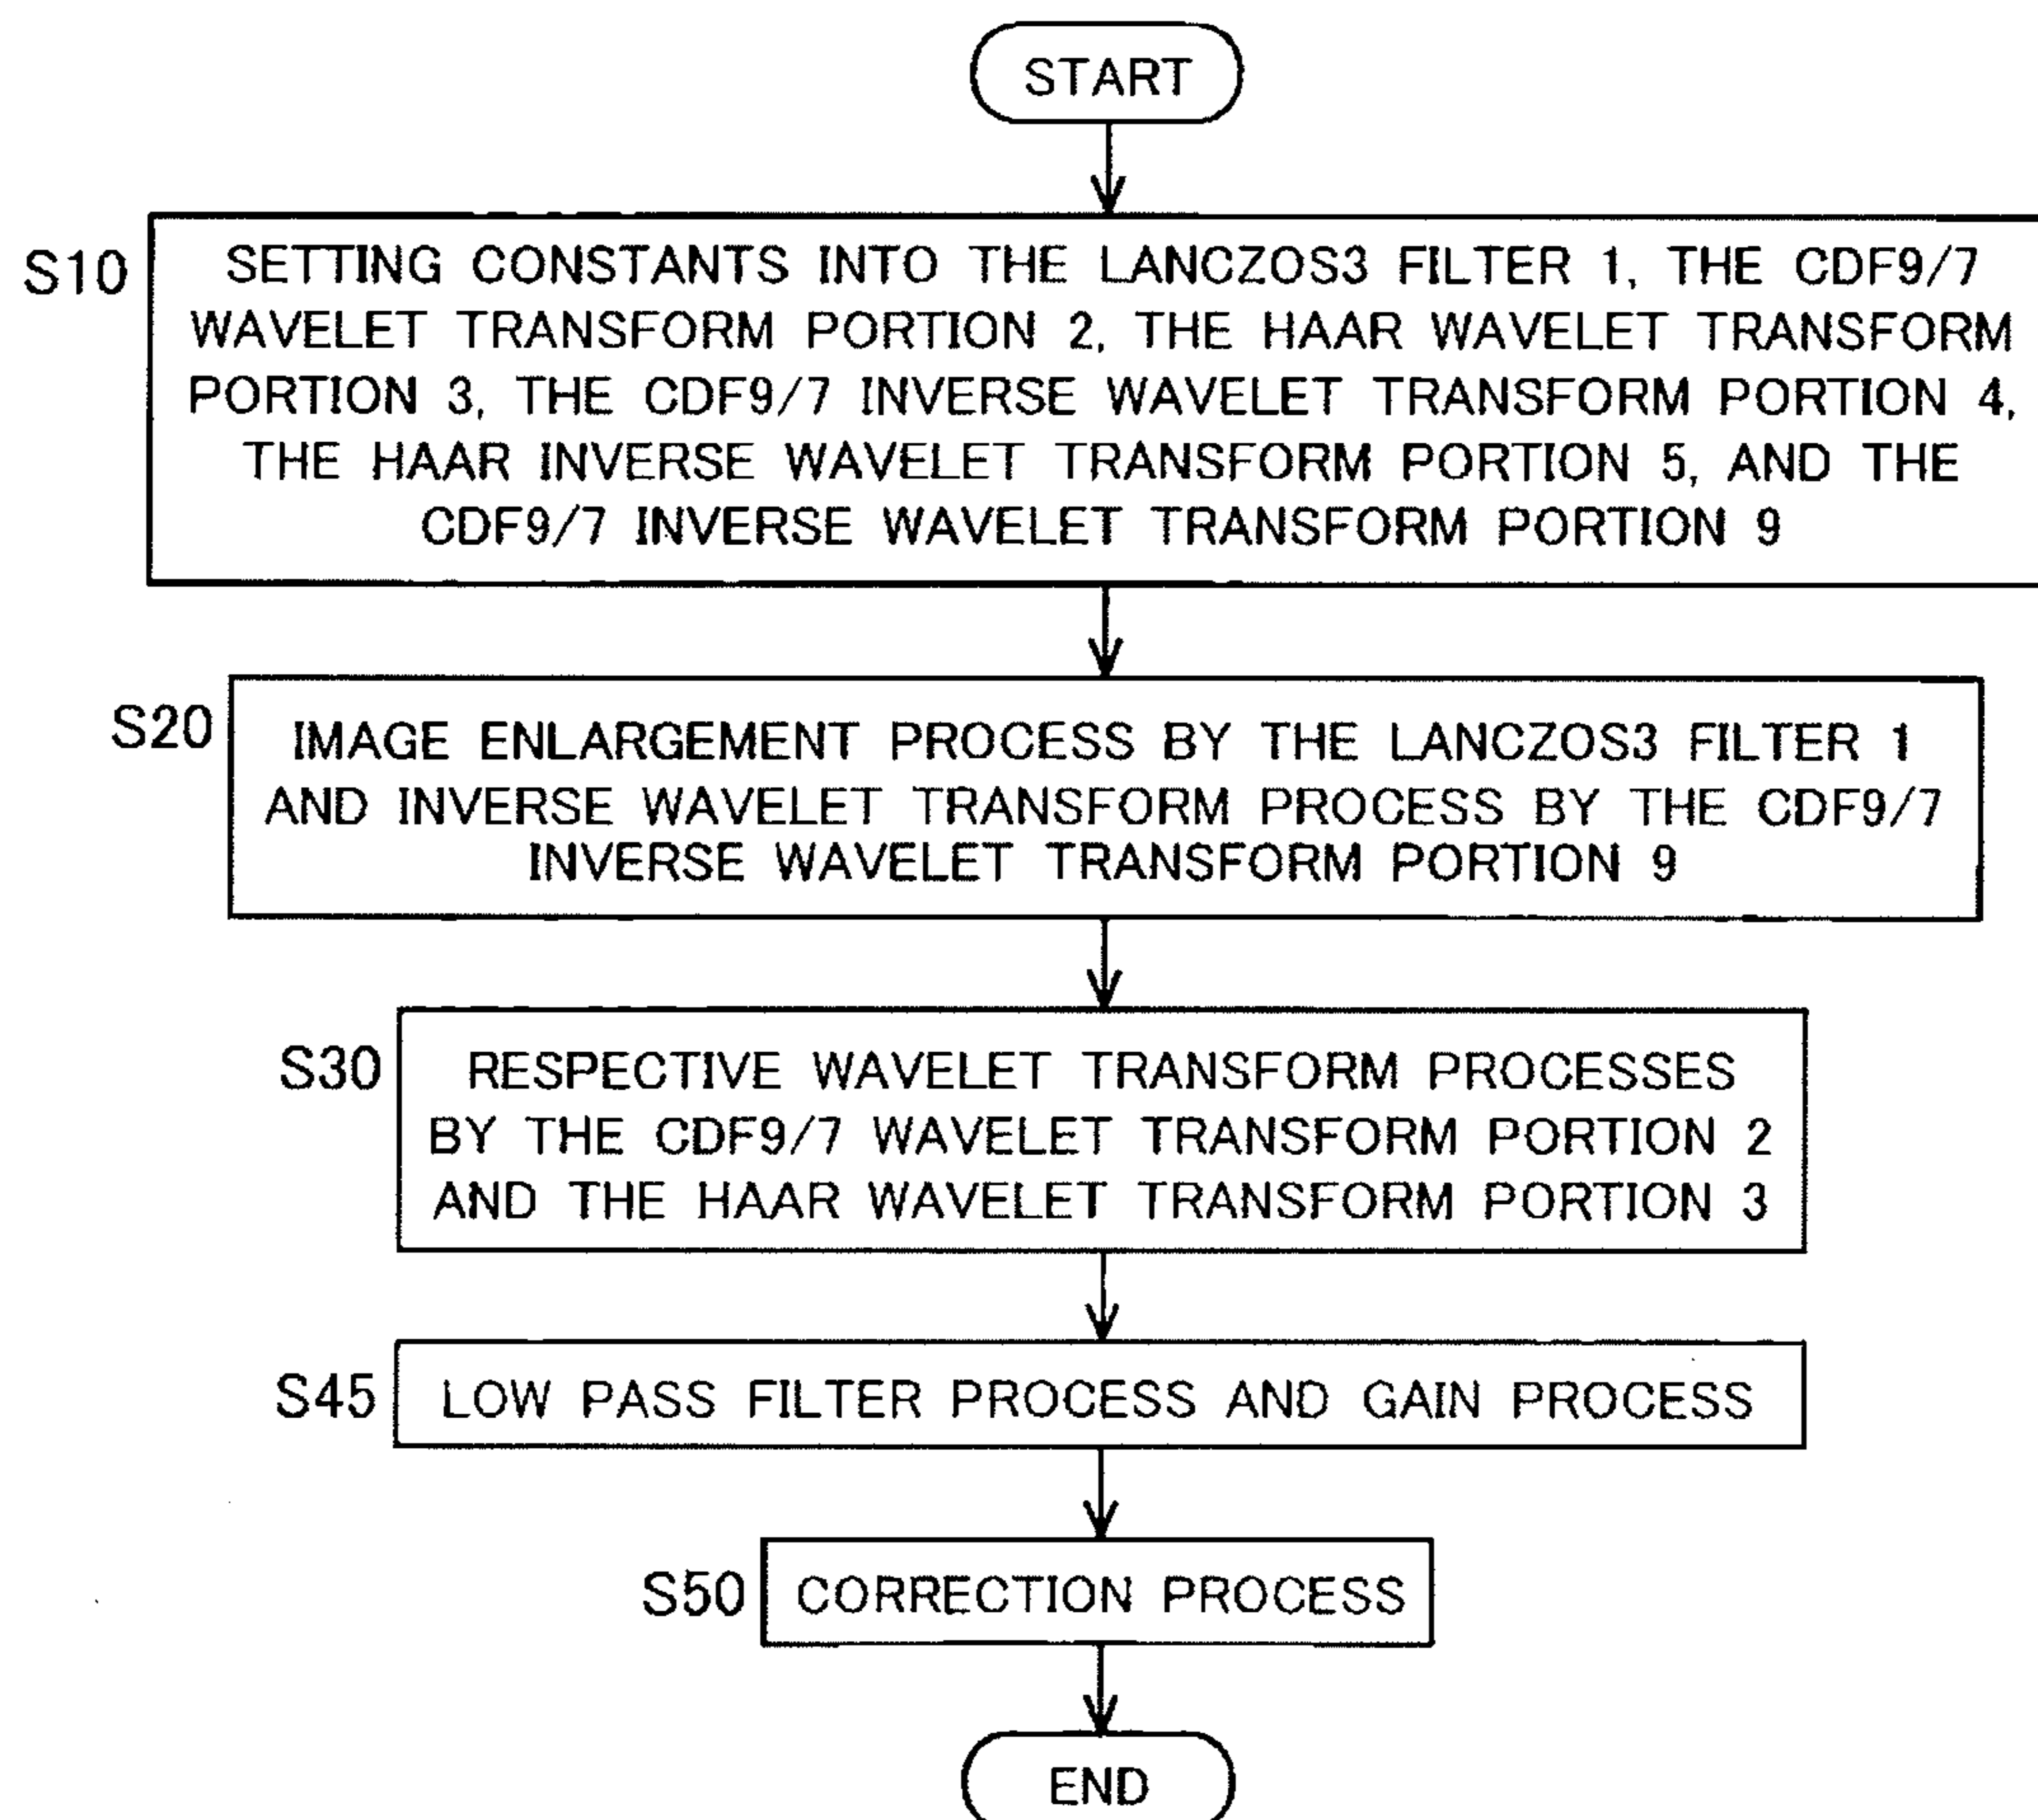 START
S10
SETTING CONSTANTS INTO THE LANCZOS3 FILTER 1, THE CDF9/7
WAVELET TRANSFORM PORTION 2, THE HAAR WAVELET TRANSFORM
PORTION 3, THE CDF9/7 INVERSE WAVELET TRANSFORM PORTION 4,
THE HAAR INVERSE WAVELET TRANSFORM PORTION 5, AND THE
CDF9/7 INVERSE WAVELET TRANSFORM PORTION 9
S20
IMAGE ENLARGEMENT PROCESS BY THE LANCZOS3 FILTER 1
AND INVERSE WAVELET TRANSFORM PROCESS BY THE CDF9/7
INVERSE WAVELET TRANSFORM PORTION 9
S30
RESPECTIVE WAVELET TRANSFORM PROCESSES
BY THE CDF9/7 WAVELET TRANSFORM PORTION 2
AND THE HAAR WAVELET TRANSFORM PORTION 3
S45
LOW PASS FILTER PROCESS AND GAIN PROCESS
S50
CORRECTION PROCESS
END